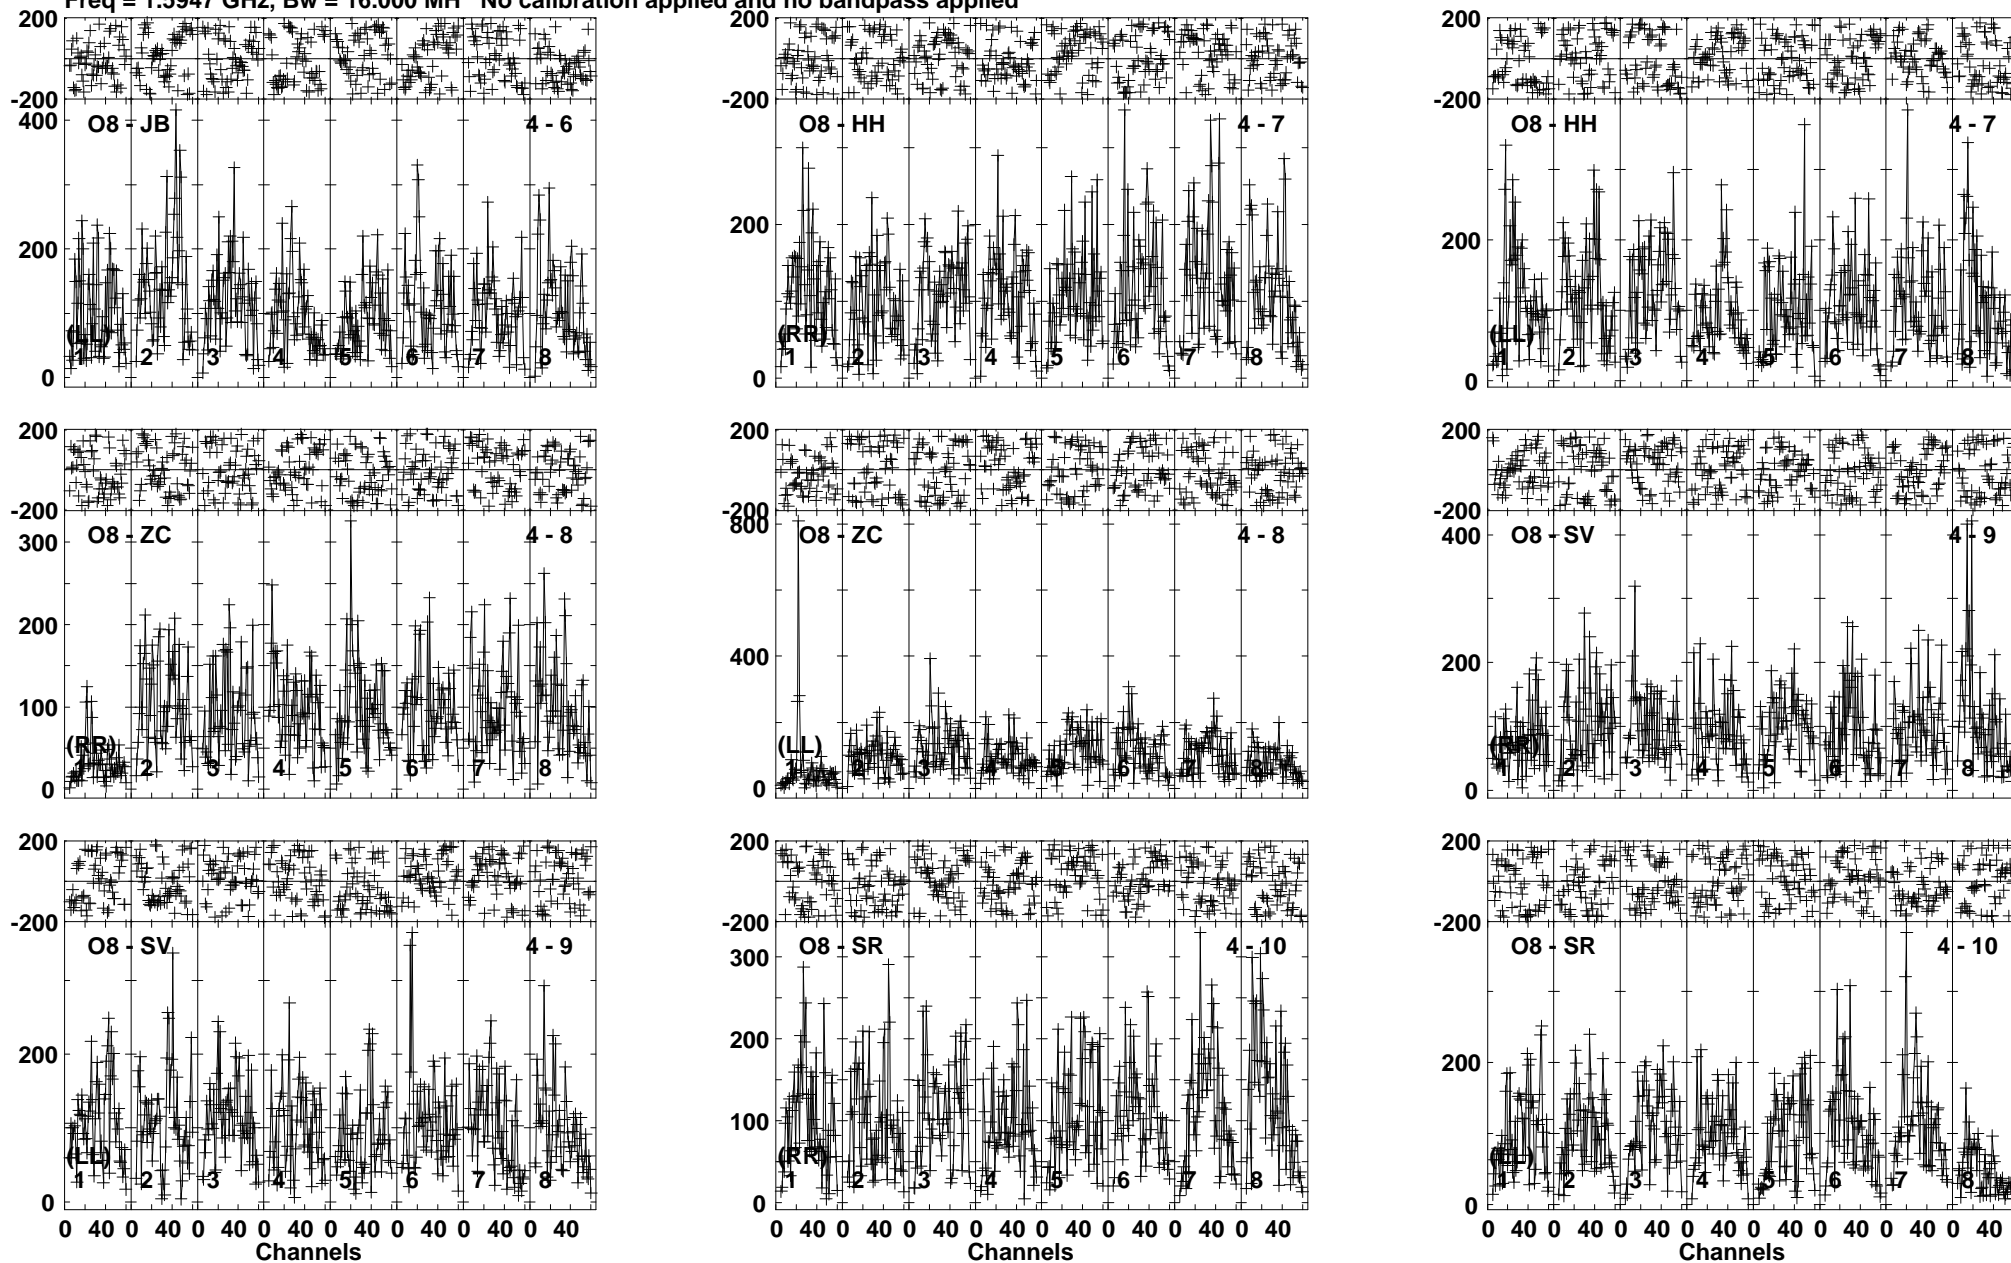 Freq = 1.5947 GHz, Bw = 16.000 MH No calibration applied and no bandpass applied
200
-200
400
200
0
O8 - JB 4 - 6
(LL)
1 2 3 4 5 6 7 8
200
-200
200
0
O8 - HH 4 - 7
(RR)
1 2 3 4 5 6 7 8
200
-200
200
0
O8 - HH 4 - 7
(LL)
1 2 3 4 5 6 7 8
200
-200
300
200
100
0
O8 - ZC 4 - 8
(RR)
1 2 3 4 5 6 7 8
200
-200
800
400
0
O8 - ZC 4 - 8
(LL)
1 2 3 4 5 6 7 8
200
-200
400
200
0
O8 - SV 4 - 9
(RR)
1 2 3 4 5 6 7 8
200
-200
200
0
O8 - SV 4 - 9
(LL)
1 2 3 4 5 6 7 8
0 40 0 40 0 40 0 40 0 40 0 40 0 40 0 40
Channels
200
-200
300
200
100
0
O8 - SR 4 - 10
(RR)
1 2 3 4 5 6 7 8
0 40 0 40 0 40 0 40 0 40 0 40 0 40 0 40
Channels
200
-200
200
0
O8 - SR 4 - 10
(LL)
1 2 3 4 5 6 7 8
0 40 0 40 0 40 0 40 0 40 0 40 0 40 0
Channels